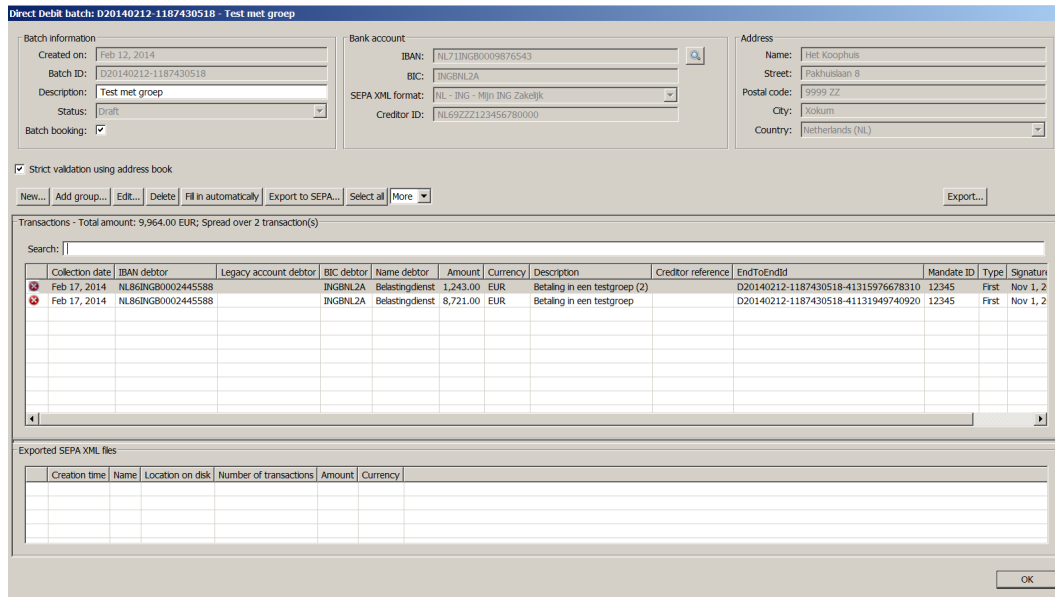 Direct Debit batch: D20140212-1187430518 - Test met groep
Batch information
Created on: Feb 12, 2014
Batch ID: D20140212-1187430518
Description: Test met groep
Status: Draft
Batch booking:
Bank account
IBAN: NL71INGB0009876543
BIC: INGBNL2A
SEPA XML format: NL - ING - Mijn ING Zakelijk
Creditor ID: NL69ZZZ123456780000
Address
Name: Het Koophuis
Street: Pakhuislaan 8
Postal code: 9999 ZZ
City: Xokum
Country: Netherlands (NL)
Strict validation using address book
New... Add group... Edit... Delete Fill in automatically Export to SEPA... Select all More Export...
Transactions - Total amount: 9,964.00 EUR; Spread over 2 transaction(s)
Search:
Collection date IBAN debtor Legacy account debtor BIC debtor Name debtor Amount Currency Description Creditor reference EndToEndId Mandate ID Type Signature
Feb 17, 2014 NL86INGB0002445588 INGBNL2A Belastingdienst 1,243.00 EUR Betaling in een testgroep (2) D20140212-1187430518-41315976678310 12345 First Nov 1, 2
Feb 17, 2014 NL86INGB0002445588 INGBNL2A Belastingdienst 8,721.00 EUR Betaling in een testgroep D20140212-1187430518-41131949740920 12345 First Nov 1, 2
Exported SEPA XML files
Creation time Name Location on disk Number of transactions Amount Currency
OK